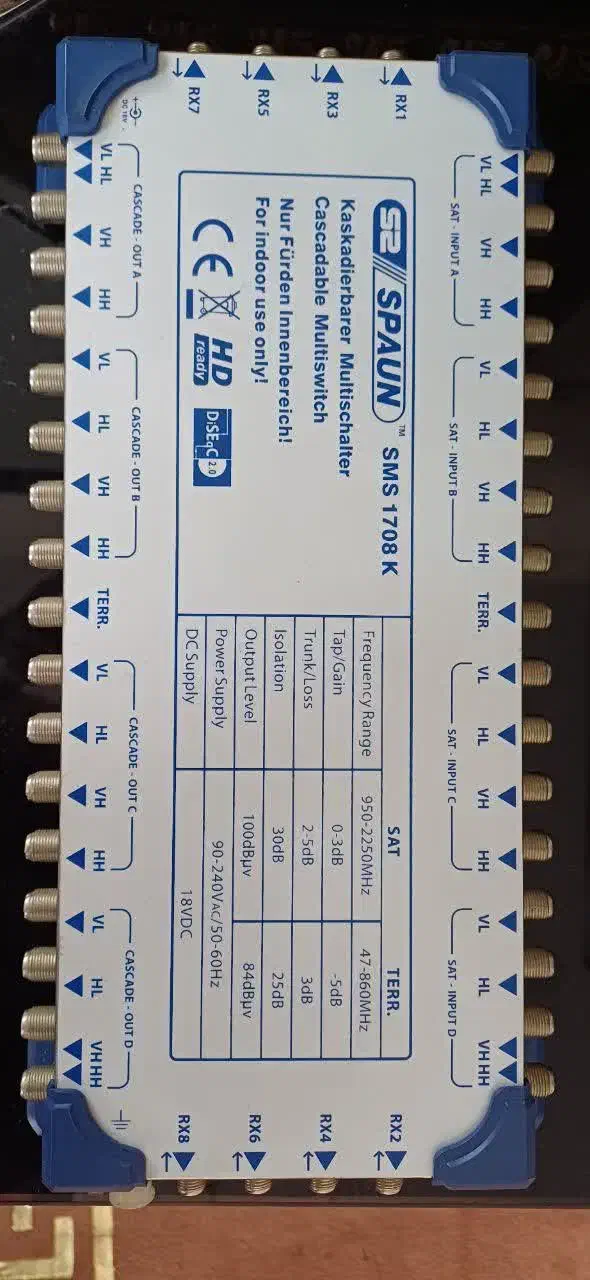 VL HL VH HH VL HL VH HH TERR. VL HL VH HH VL HL VH HH
SAT - INPUT A SAT - INPUT B SAT - INPUT C SAT - INPUT D
RX1 RX2
RX3 RX4
RX5 RX6
RX7 RX8
SPAUN™ SMS 1708 K
Kaskadierbarer Multischalter
Cascadable Multiswitch
Nur Fürden Innenbereich!
For indoor use only!
CE HD ready DiSEqC 2.0
SAT TERR.
Frequency Range 950-2250MHz 47-860MHz
Tap/Gain 0-3dB -5dB
Trunk/Loss 2-5dB 3dB
Isolation 30dB 25dB
Output Level 100dBµv 84dBµv
Power Supply 90-240VAC/50-60Hz
DC Supply 18VDC
DC 18V
CASCADE - OUT A CASCADE - OUT B CASCADE - OUT C CASCADE - OUT D
VL HL VH HH VL HL VH HH TERR. VL HL VH HH VL HL VH HH